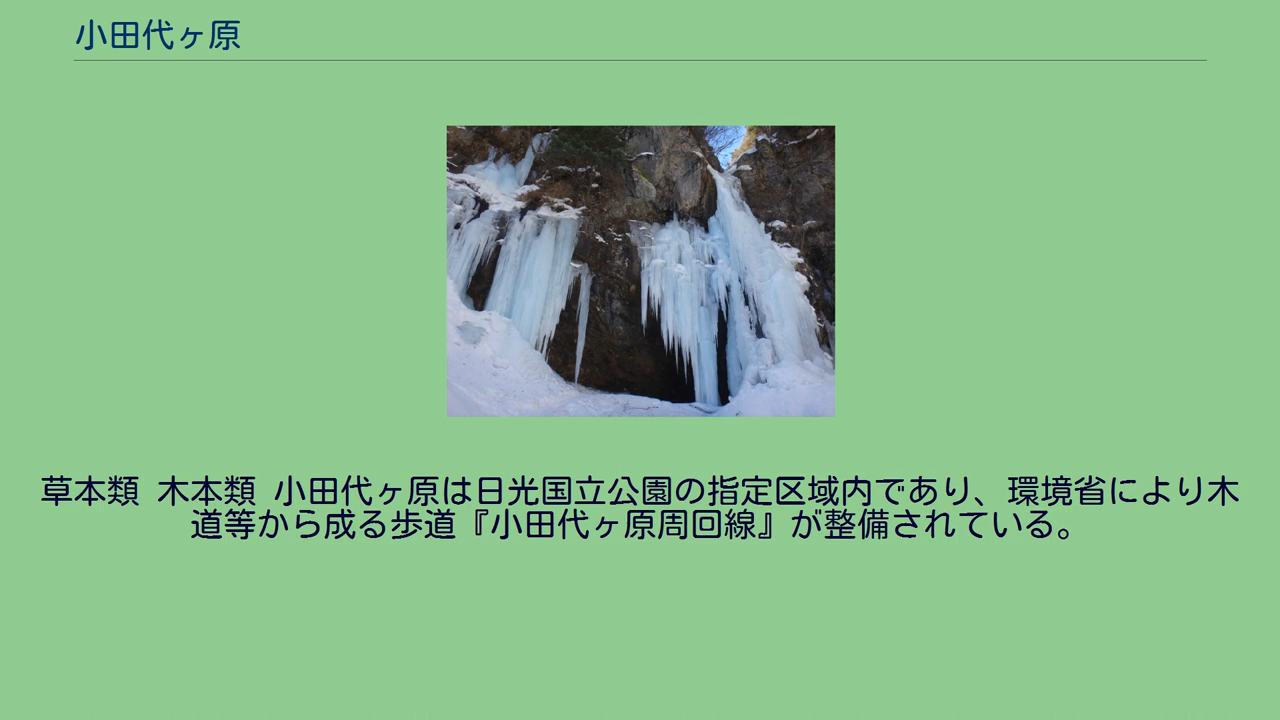 小田代ヶ原
草本類 木本類 小田代ヶ原は日光国立公園の指定区域内であり、環境省により木
道等から成る歩道『小田代ヶ原周回線』が整備されている。